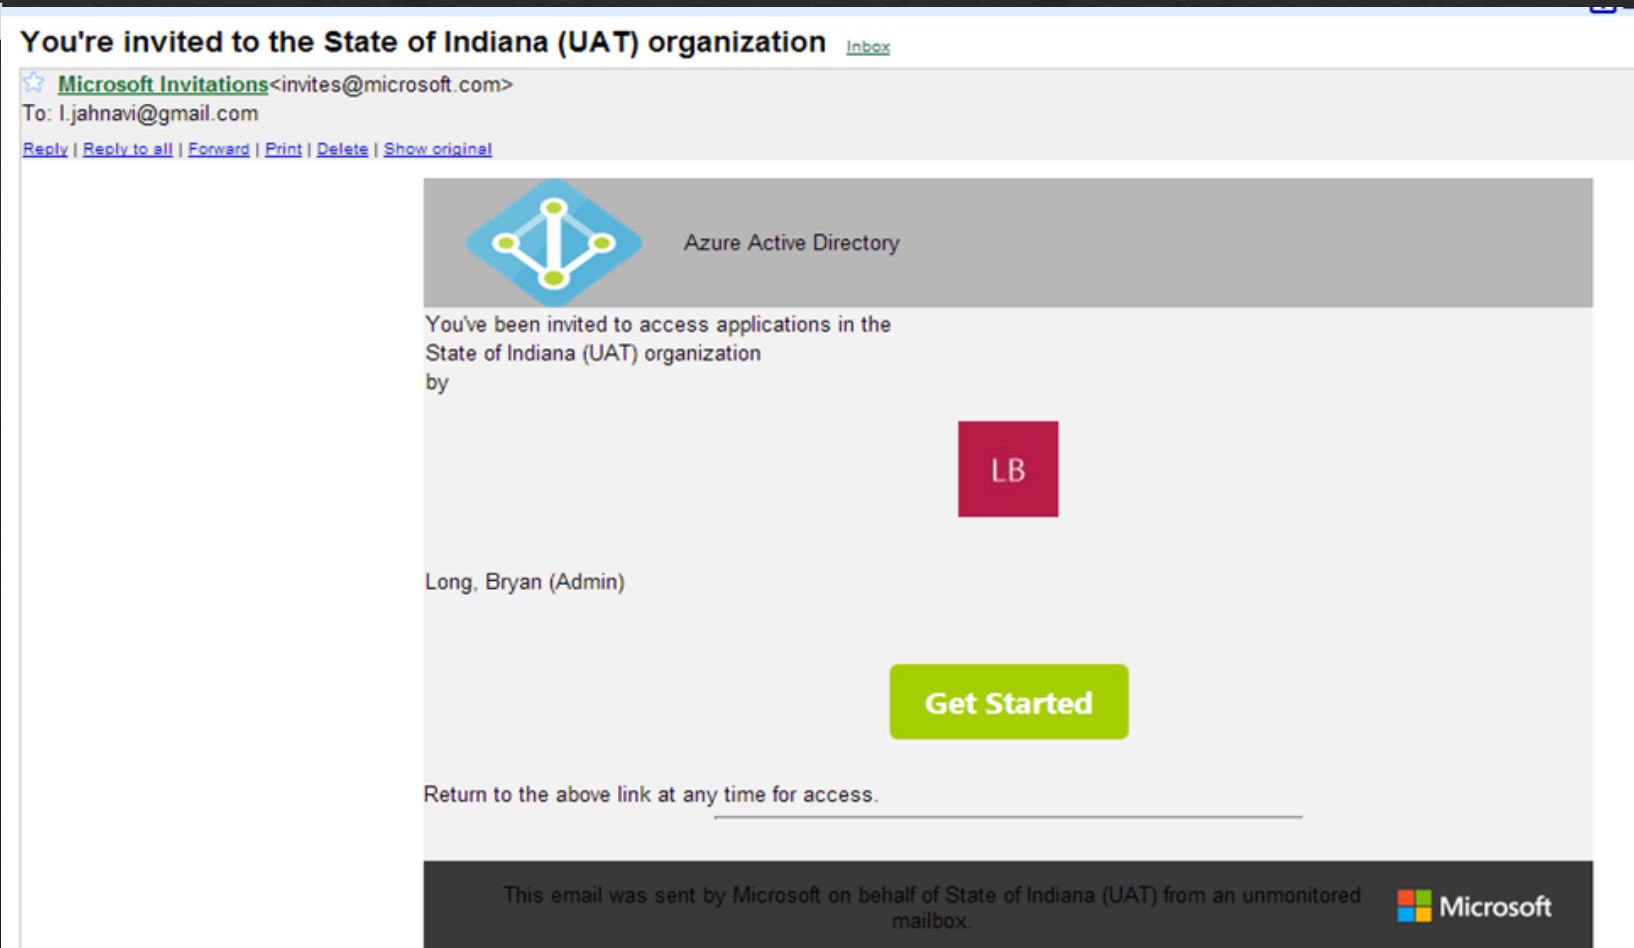 You're invited to the State of Indiana (UAT) organization Inbox
Microsoft Invitations<invites@microsoft.com>
To: l.jahnavi@gmail.com
Reply | Reply to all | Forward | Print | Delete | Show original
Azure Active Directory
You've been invited to access applications in the
State of Indiana (UAT) organization
by
LB
Long, Bryan (Admin)
Get Started
Return to the above link at any time for access.
This email was sent by Microsoft on behalf of State of Indiana (UAT) from an unmonitored
mailbox.
Microsoft